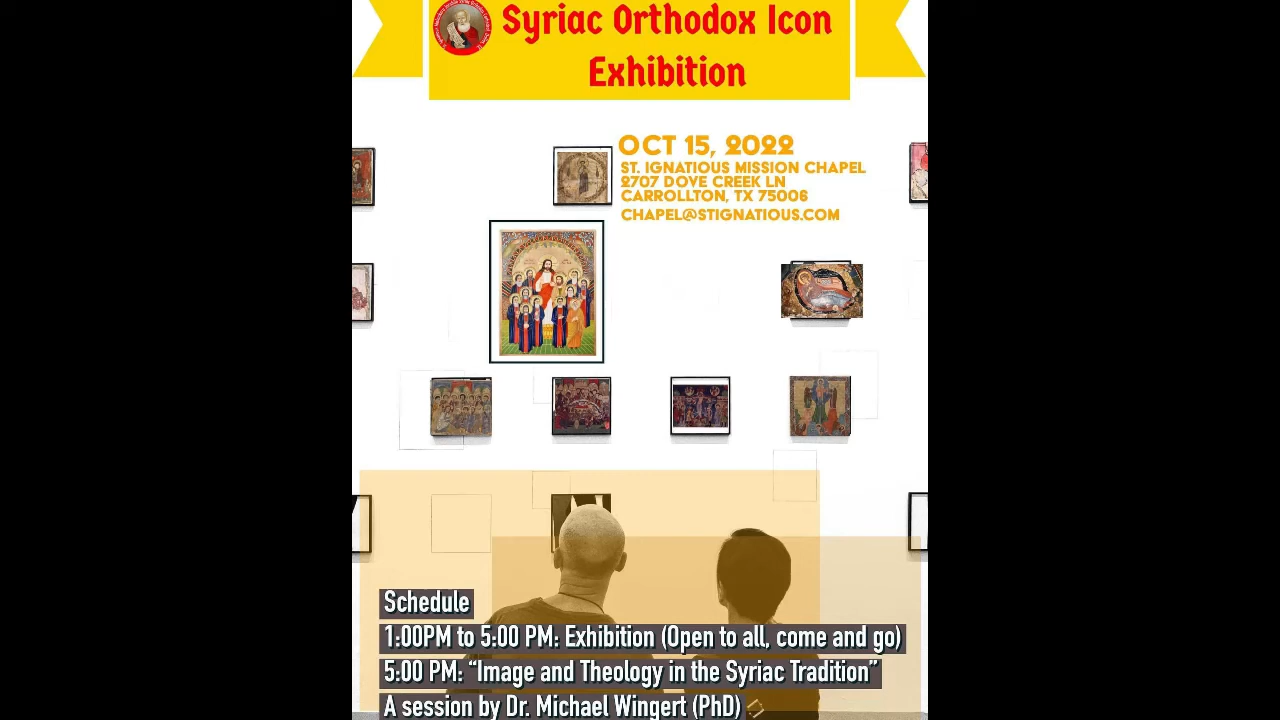 Syriac Orthodox Icon
Exhibition
OCT 15, 2022
ST. IGNATIOUS MISSION CHAPEL
2707 DOVE CREEK LN
CARROLLTON, TX 75006
CHAPEL@STIGNATIOUS.COM
Schedule
1:00PM to 5:00 PM: Exhibition (Open to all, come and go)
5:00 PM: “Image and Theology in the Syriac Tradition”
A session by Dr. Michael Wingert (PhD)